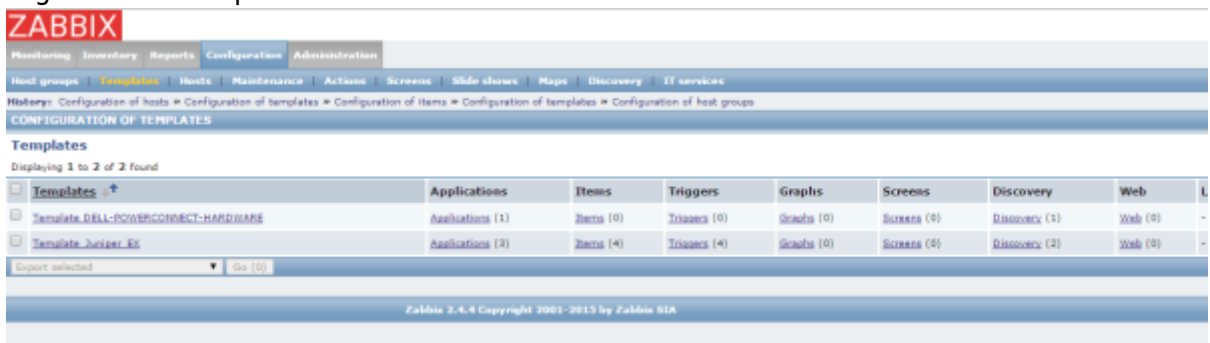 ZABBIX
Monitoring Inventory Reports Configuration Administration
Host groups | Templates | Hosts | Maintenance | Actions | Screens | Slide shows | Maps | Discovery | IT services
History: Configuration of hosts » Configuration of templates » Configuration of items » Configuration of templates » Configuration of host groups
CONFIGURATION OF TEMPLATES
Templates
Displaying 1 to 2 of 2 found
Templates Applications Items Triggers Graphs Screens Discovery Web L
Template DELL-POWERCONNECT-HARDWARE Applications (1) Items (0) Triggers (0) Graphs (0) Screens (0) Discovery (1) Web (0) -
Template Juniper EX Applications (3) Items (4) Triggers (4) Graphs (0) Screens (0) Discovery (2) Web (0) -
Export selected Go (0)
Zabbix 2.4.4 Copyright 2001-2015 by Zabbix SIA